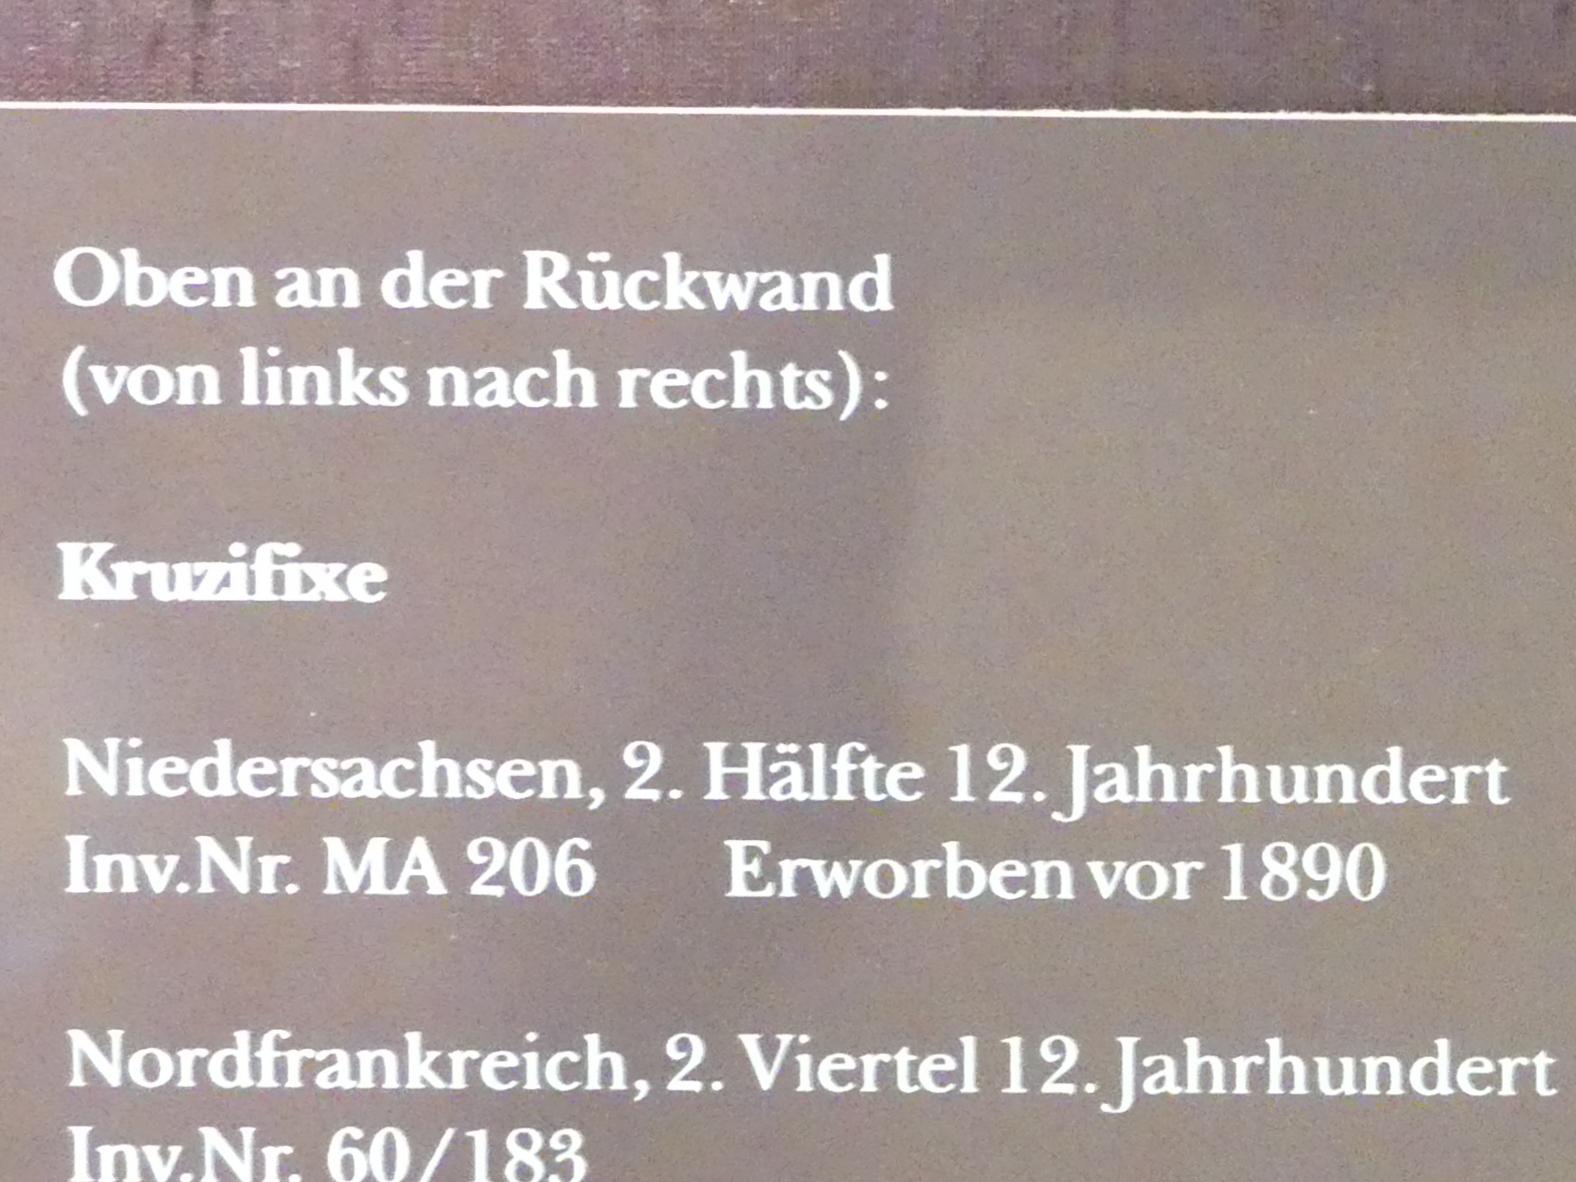 Oben an der Rückwand
(von links nach rechts):
Kruzifixe
Niedersachsen, 2. Hälfte 12. Jahrhundert
Inv.Nr. MA 206 Erworben vor 1890
Nordfrankreich, 2. Viertel 12. Jahrhundert
Inv.Nr. 60/183